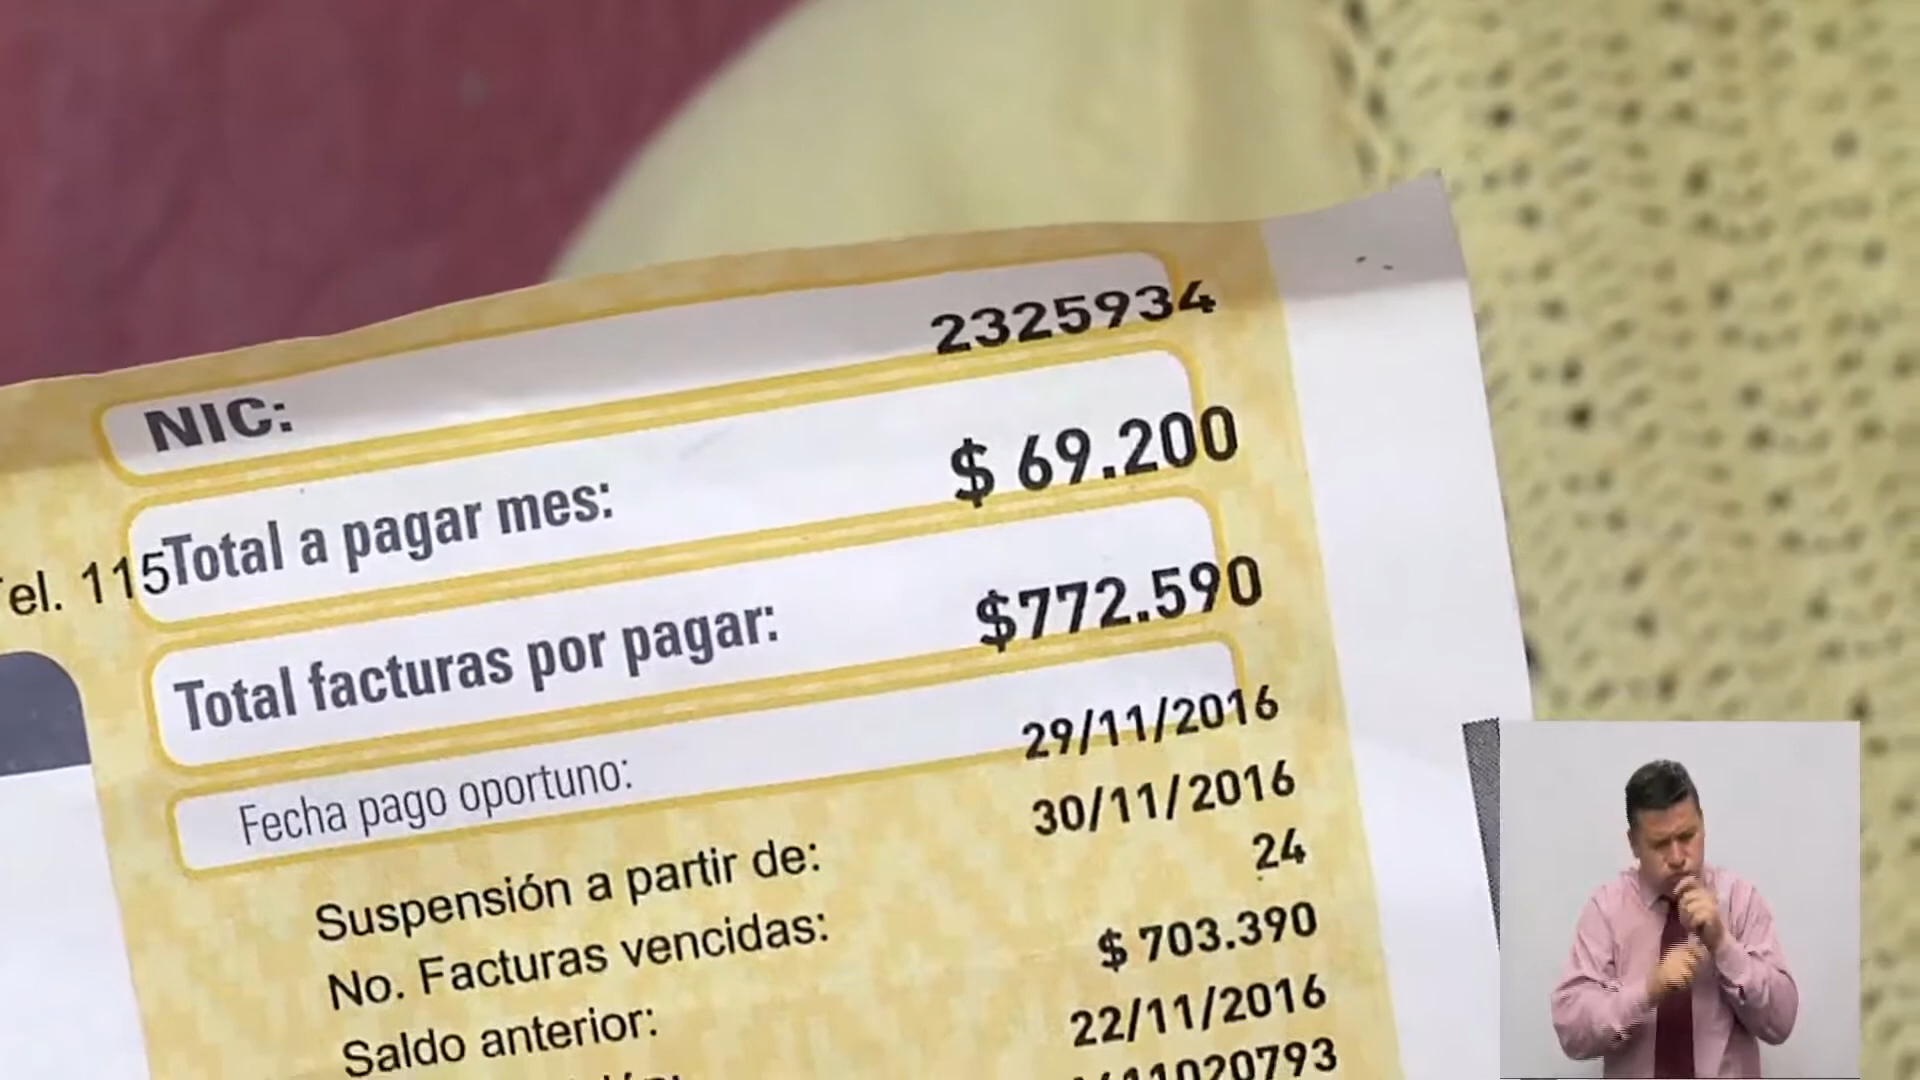 NIC: 2325934
Total a pagar mes: $ 69.200
Tel. 115
Total facturas por pagar: $772.590
Fecha pago oportuno: 29/11/2016
Suspensión a partir de: 30/11/2016
No. Facturas vencidas: 24
Saldo anterior: $ 703.390
22/11/2016